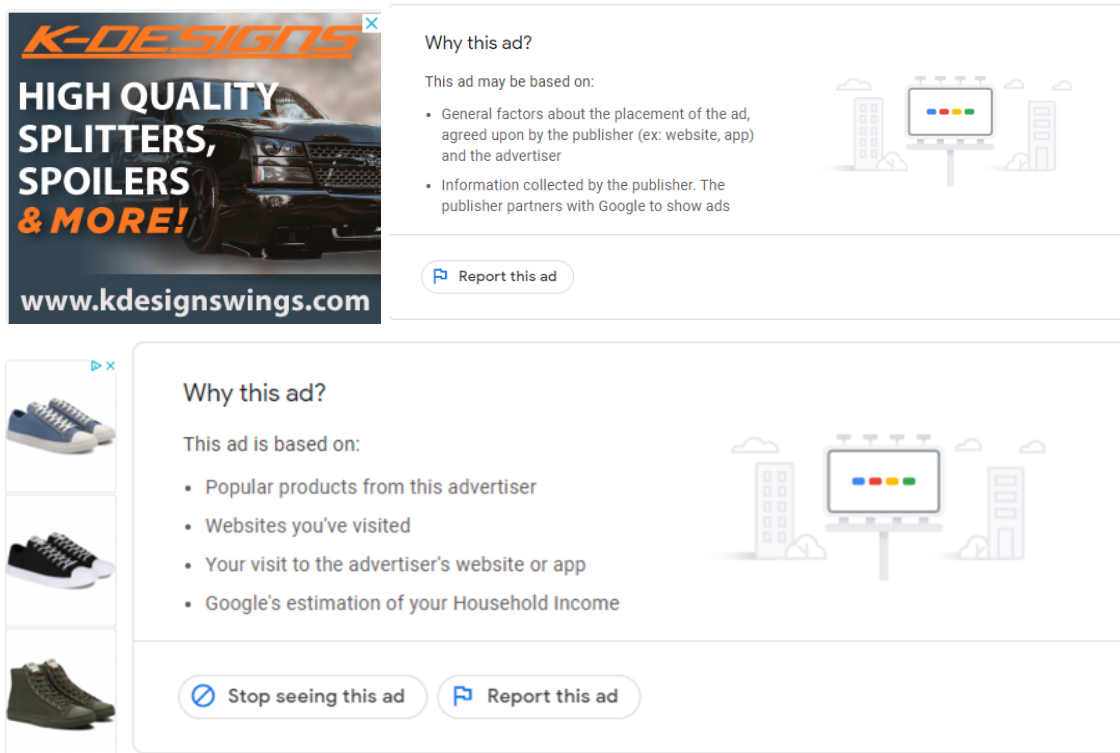 K-DESIGNS
HIGH QUALITY
SPLITTERS,
SPOILERS
& MORE!
www.kdesignswings.com
Why this ad?
This ad may be based on:
• General factors about the placement of the ad,
agreed upon by the publisher (ex: website, app)
and the advertiser
• Information collected by the publisher. The
publisher partners with Google to show ads
Report this ad
Why this ad?
This ad is based on:
• Popular products from this advertiser
• Websites you've visited
• Your visit to the advertiser's website or app
• Google's estimation of your Household Income
Stop seeing this ad
Report this ad